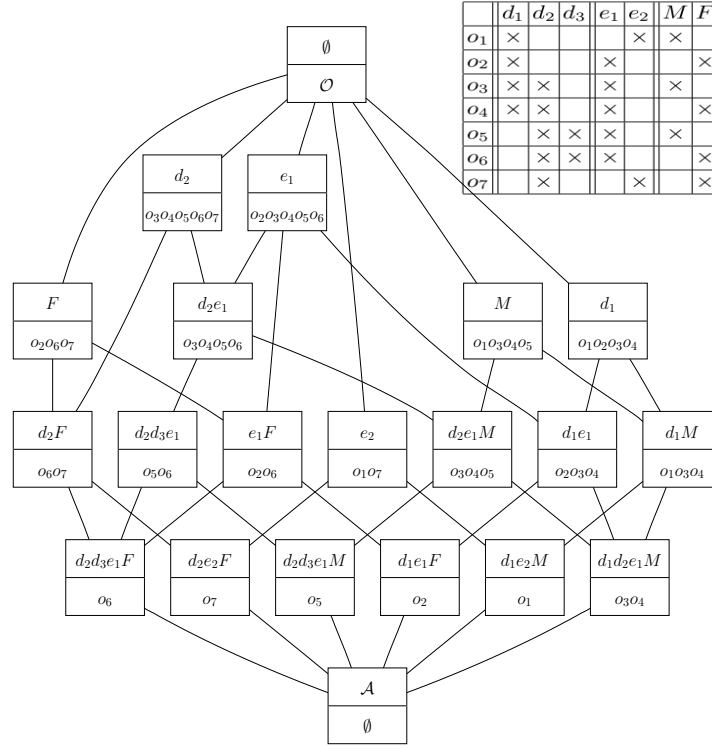 d₁ d₂ d₃ e₁ e₂ M F
o₁ × × ×
o₂ × × ×
o₃ × × × ×
o₄ × × × ×
o₅ × × × ×
o₆ × × × ×
o₇ × × ×
∅
𝒪
d₂ e₁
o₃o₄o₅o₆o₇ o₂o₃o₄o₅o₆
F d₂e₁ M d₁
o₂o₆o₇ o₃o₄o₅o₆ o₁o₃o₄o₅ o₁o₂o₃o₄
d₂F d₂d₃e₁ e₁F e₂ d₂e₁M d₁e₁ d₁M
o₆o₇ o₅o₆ o₂o₆ o₁o₇ o₃o₄o₅ o₂o₃o₄ o₁o₃o₄
d₂d₃e₁F d₂e₂F d₂d₃e₁M d₁e₁F d₁e₂M d₁d₂e₁M
o₆ o₇ o₅ o₂ o₁ o₃o₄
𝒜
∅